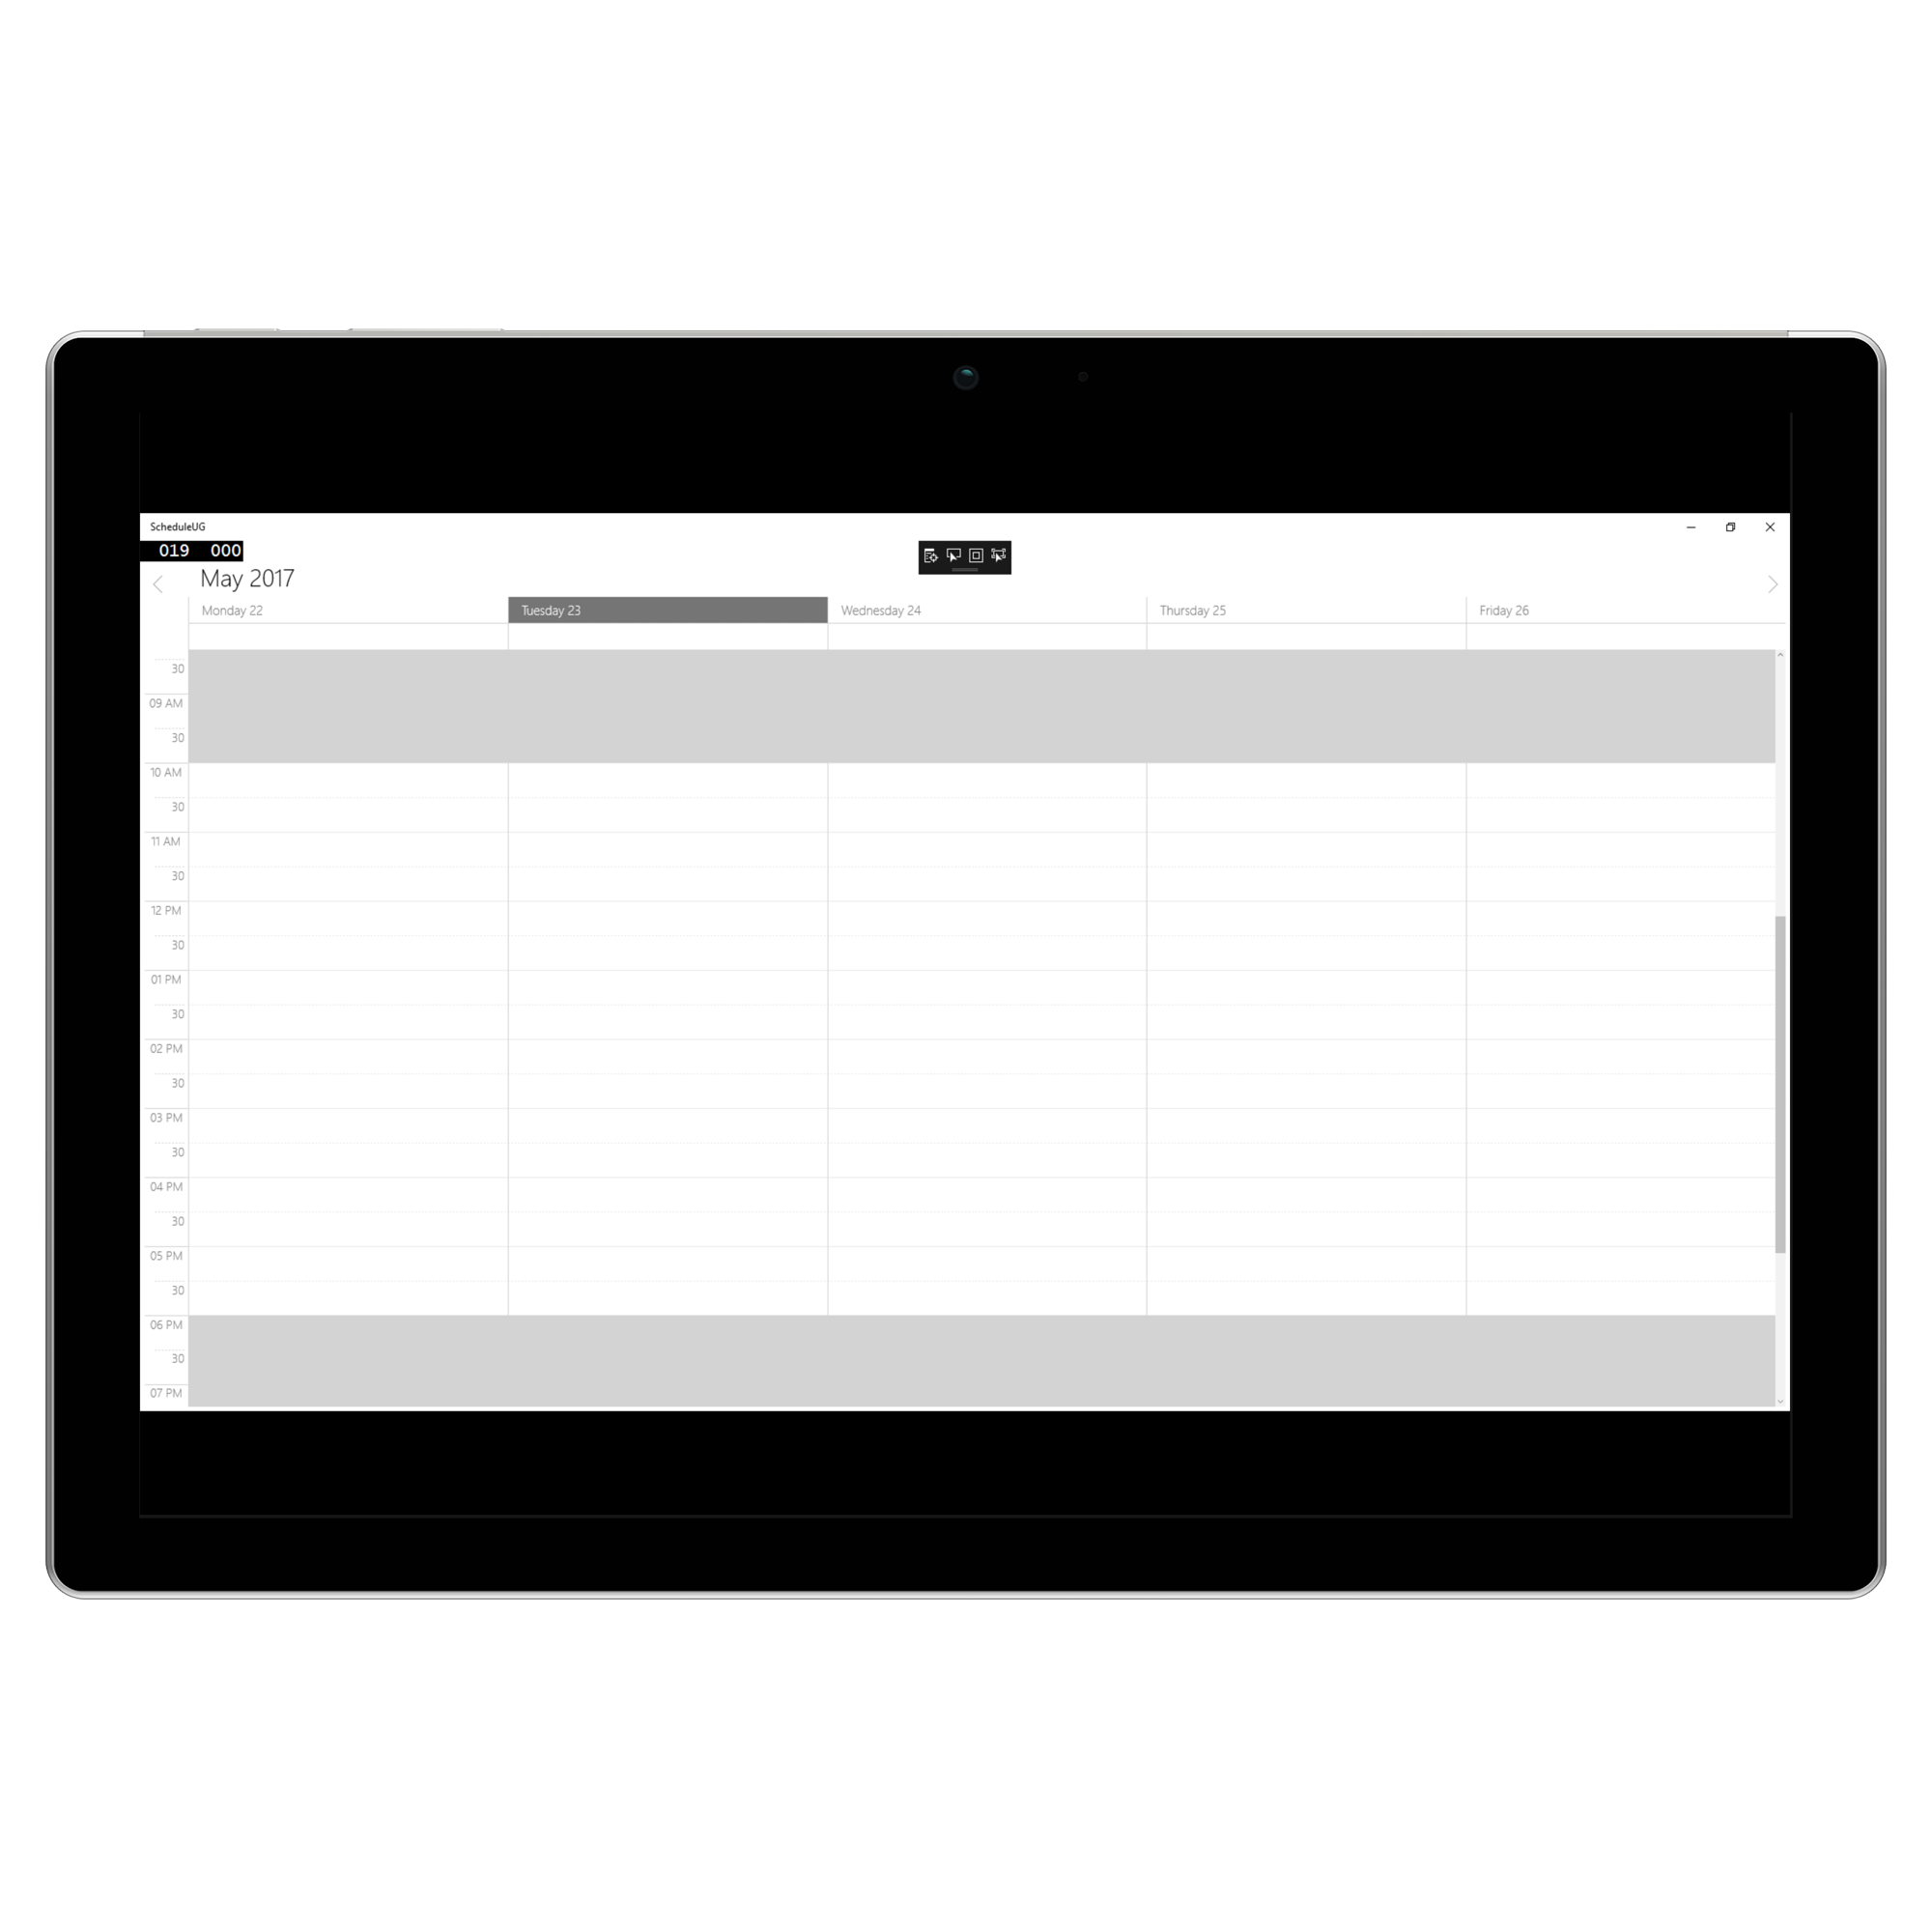 ScheduleUG
019 000
May 2017
Monday 22 Tuesday 23 Wednesday 24 Thursday 25 Friday 26
30
09 AM
30
10 AM
30
11 AM
30
12 PM
30
01 PM
30
02 PM
30
03 PM
30
04 PM
30
05 PM
30
06 PM
30
07 PM